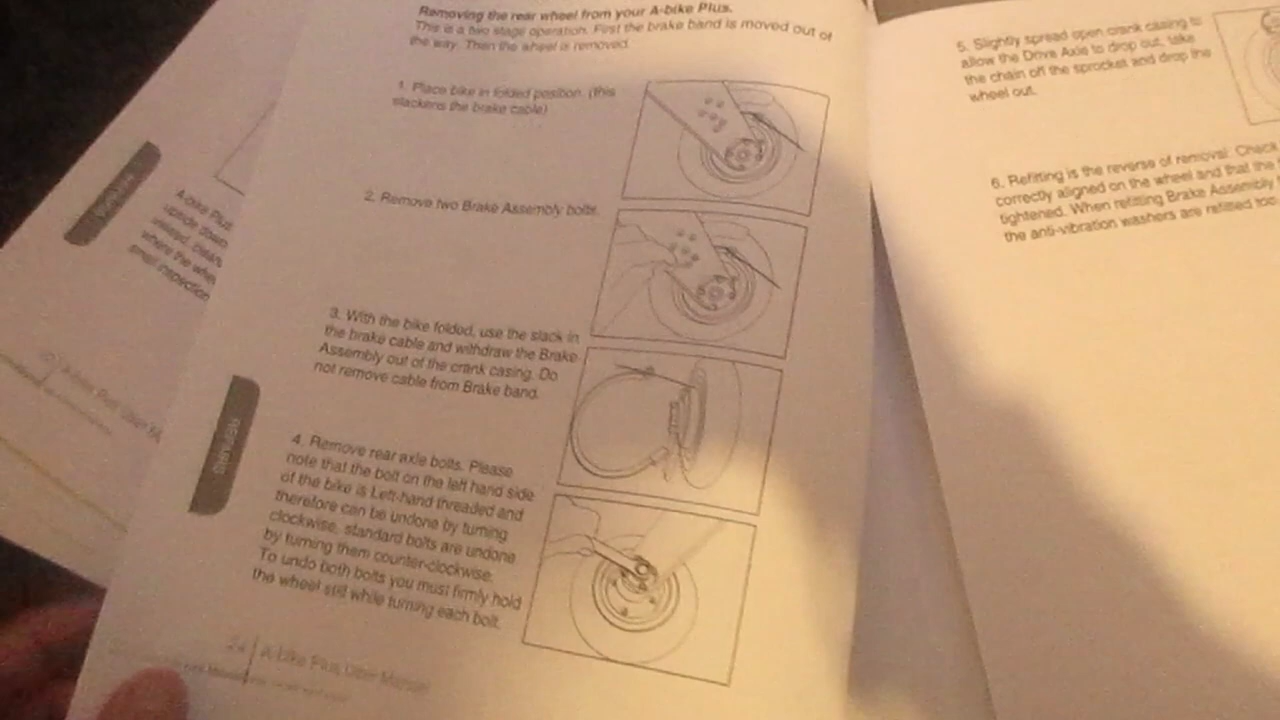 Removing the rear wheel from your A-bike Plus.
This is a two stage operation. First the brake band is moved out of
the way. Then the wheel is removed.
1. Place bike in folded position. (this
slackens the brake cable)
2. Remove two Brake Assembly bolts.
3. With the bike folded, use the slack in
the brake cable and withdraw the Brake
Assembly out of the crank casing. Do
not remove cable from Brake band.
4. Remove rear axle bolts. Please
note that the bolt on the left hand side
of the bike is Left-hand threaded and
therefore can be undone by turning
clockwise, standard bolts are undone
by turning them counter-clockwise.
To undo both bolts you must firmly hold
the wheel still while turning each bolt.
24 | A-bike Plus User Manual
5. Slightly spread open crank casing to
allow the Drive Axle to drop out, take
the chain off the sprocket and drop the
wheel out.
6. Refitting is the reverse of removal. Check
correctly aligned on the wheel and that the
tightened. When refitting Brake Assembly
the anti-vibration washers are refitted too
A-bike Plus
upside down
where the whe
small inspection